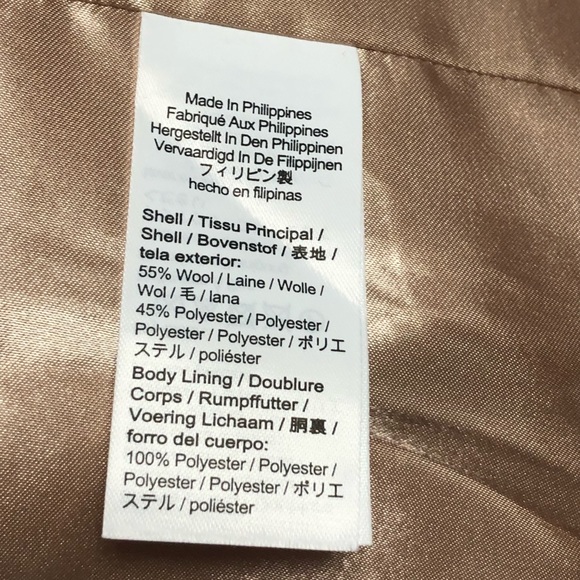 Made In Philippines
Fabriqué Aux Philippines
Hergestellt In Den Philippinen
Vervaardigd In De Filippijnen
フィリピン製
hecho en filipinas
Shell / Tissu Principal /
Shell / Bovenstof / 表地 /
tela exterior:
55% Wool / Laine / Wolle /
Wol / 毛 / lana
45% Polyester / Polyester /
Polyester / Polyester / ポリエ
ステル / poliéster
Body Lining / Doublure
Corps / Rumpffutter /
Voering Lichaam / 胴裏 /
forro del cuerpo:
100% Polyester / Polyester /
Polyester / Polyester / ポリエ
ステル / poliéster